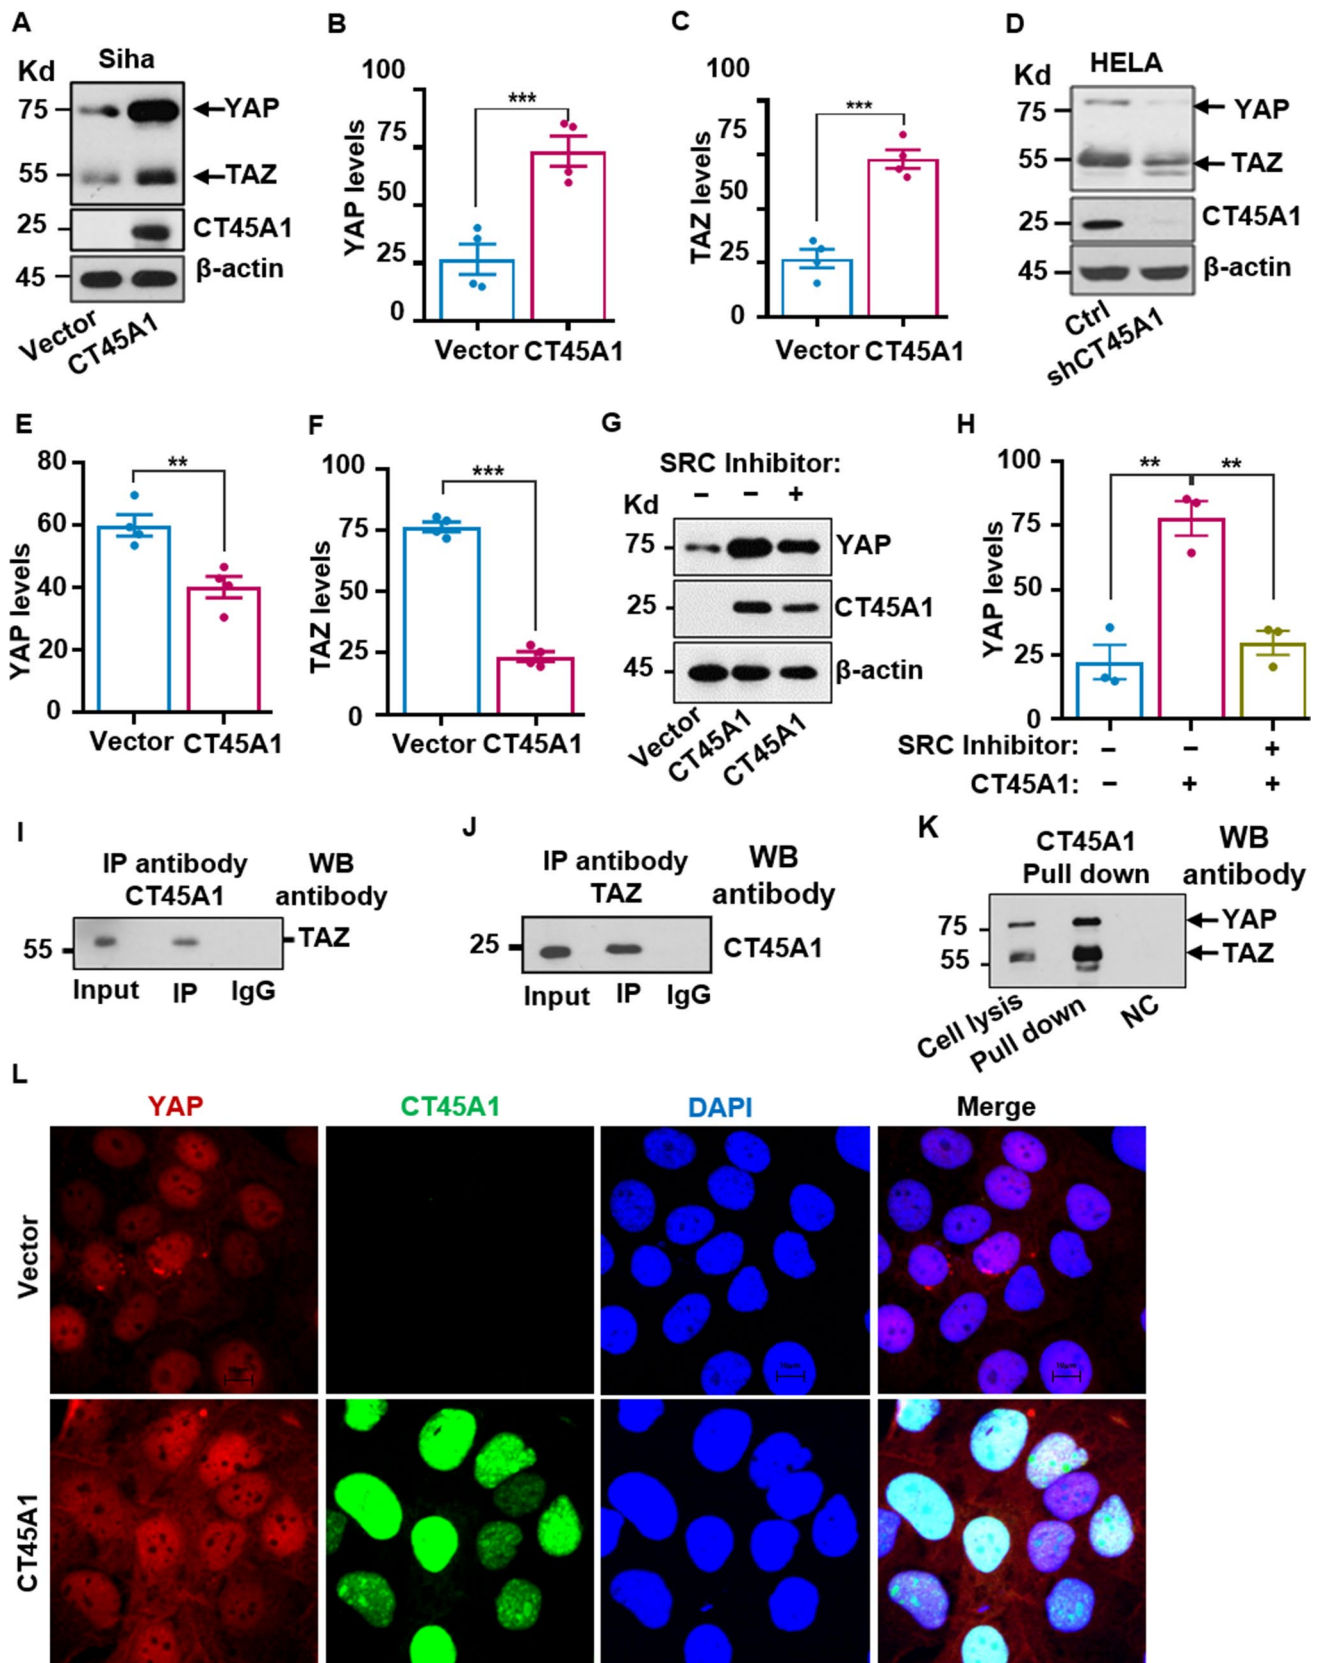 A
Siha
Kd
75
YAP
55
TAZ
25
CT45A1
45
β-actin
Vector
CT45A1
B
100
75
50
25
0
YAP levels
***
Vector CT45A1
C
100
75
50
25
0
TAZ levels
***
Vector CT45A1
D
HELA
Kd
75
YAP
55
TAZ
25
CT45A1
45
β-actin
Ctrl
shCT45A1
E
80
60
40
20
0
YAP levels
**
Vector CT45A1
F
100
75
50
25
0
TAZ levels
***
Vector CT45A1
G
SRC Inhibitor:
Kd – – +
75 YAP
25 CT45A1
45 β-actin
Vector
CT45A1
CT45A1
H
100
75
50
25
0
YAP levels
** **
SRC Inhibitor: – – +
CT45A1: – + +
I
IP antibody
CT45A1
WB
antibody
55
TAZ
Input IP IgG
J
IP antibody
TAZ
WB
antibody
25
CT45A1
Input IP IgG
K
CT45A1
Pull down
WB
antibody
75
YAP
55
TAZ
Cell lysis
Pull down
NC
L
YAP CT45A1 DAPI Merge
Vector
CT45A1